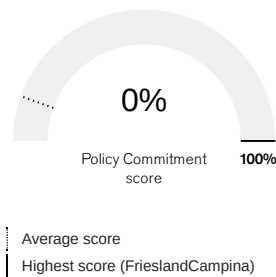 0%
Policy Commitment
score
100%
Average score
Highest score (FrieslandCampina)